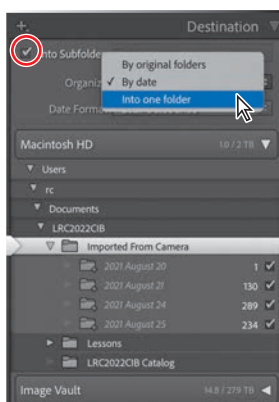 Destination
Into Subfolde
By original folders
Organiz
By date
Into one folder
Date Form
Macintosh HD
1.0 / 2 TB
Users
rc
Documents
LRC2022CIB
Imported From Camera
2021 August 20 1
2021 August 21 130
2021 August 24 289
2021 August 25 234
Lessons
LRC2022CIB Catalog
Image Vault
14.8 / 279 TB